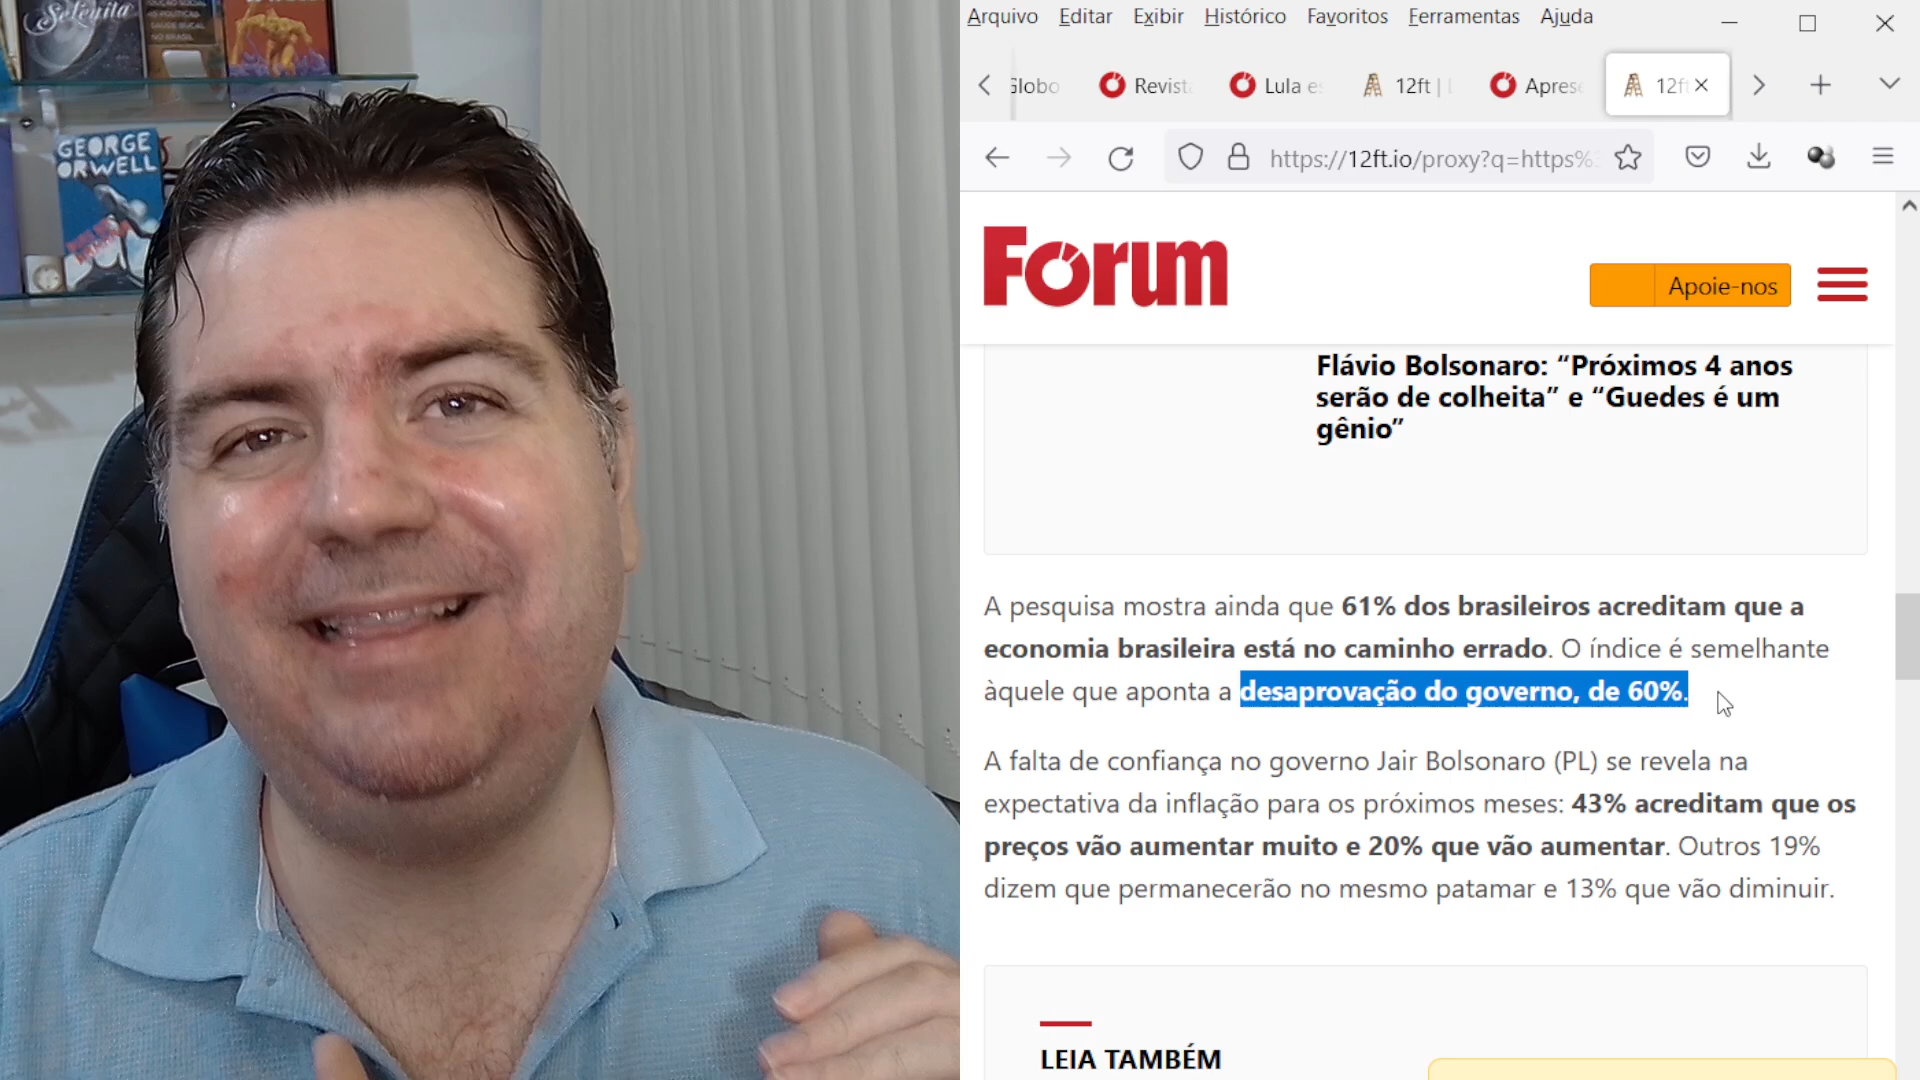 Selenita
NO BRASIL
GEORGE
ORWELL
Arquivo Editar Exibir Histórico Favoritos Ferramentas Ajuda
Globo Revist Lula e 12ft | Aprese 12ft
https://12ft.io/proxy?q=https%
Forum
Apoie-nos
Flávio Bolsonaro: “Próximos 4 anos
serão de colheita” e “Guedes é um
gênio”
A pesquisa mostra ainda que 61% dos brasileiros acreditam que a
economia brasileira está no caminho errado. O índice é semelhante
àquele que aponta a desaprovação do governo, de 60%.
A falta de confiança no governo Jair Bolsonaro (PL) se revela na
expectativa da inflação para os próximos meses: 43% acreditam que os
preços vão aumentar muito e 20% que vão aumentar. Outros 19%
dizem que permanecerão no mesmo patamar e 13% que vão diminuir.
LEIA TAMBÉM